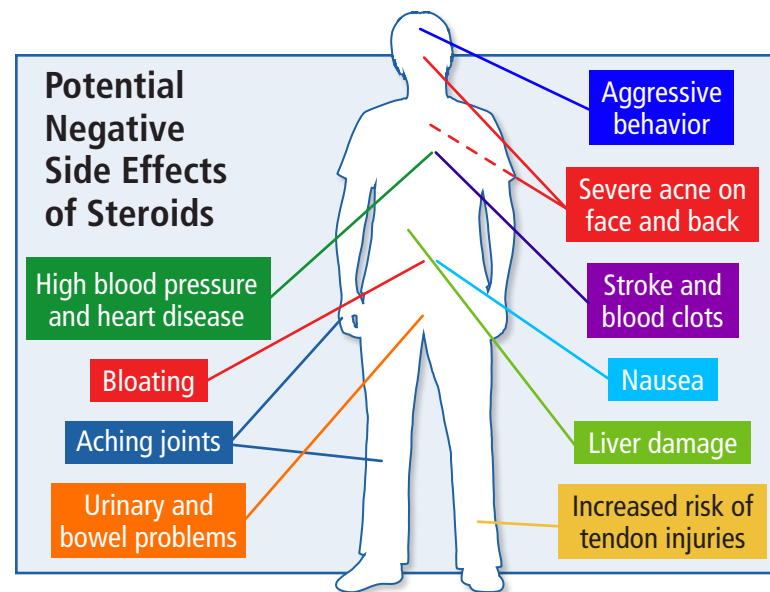 Potential
Negative
Side Effects
of Steroids
High blood pressure
and heart disease
Bloating
Aching joints
Urinary and
bowel problems
Aggressive
behavior
Severe acne on
face and back
Stroke and
blood clots
Nausea
Liver damage
Increased risk of
tendon injuries